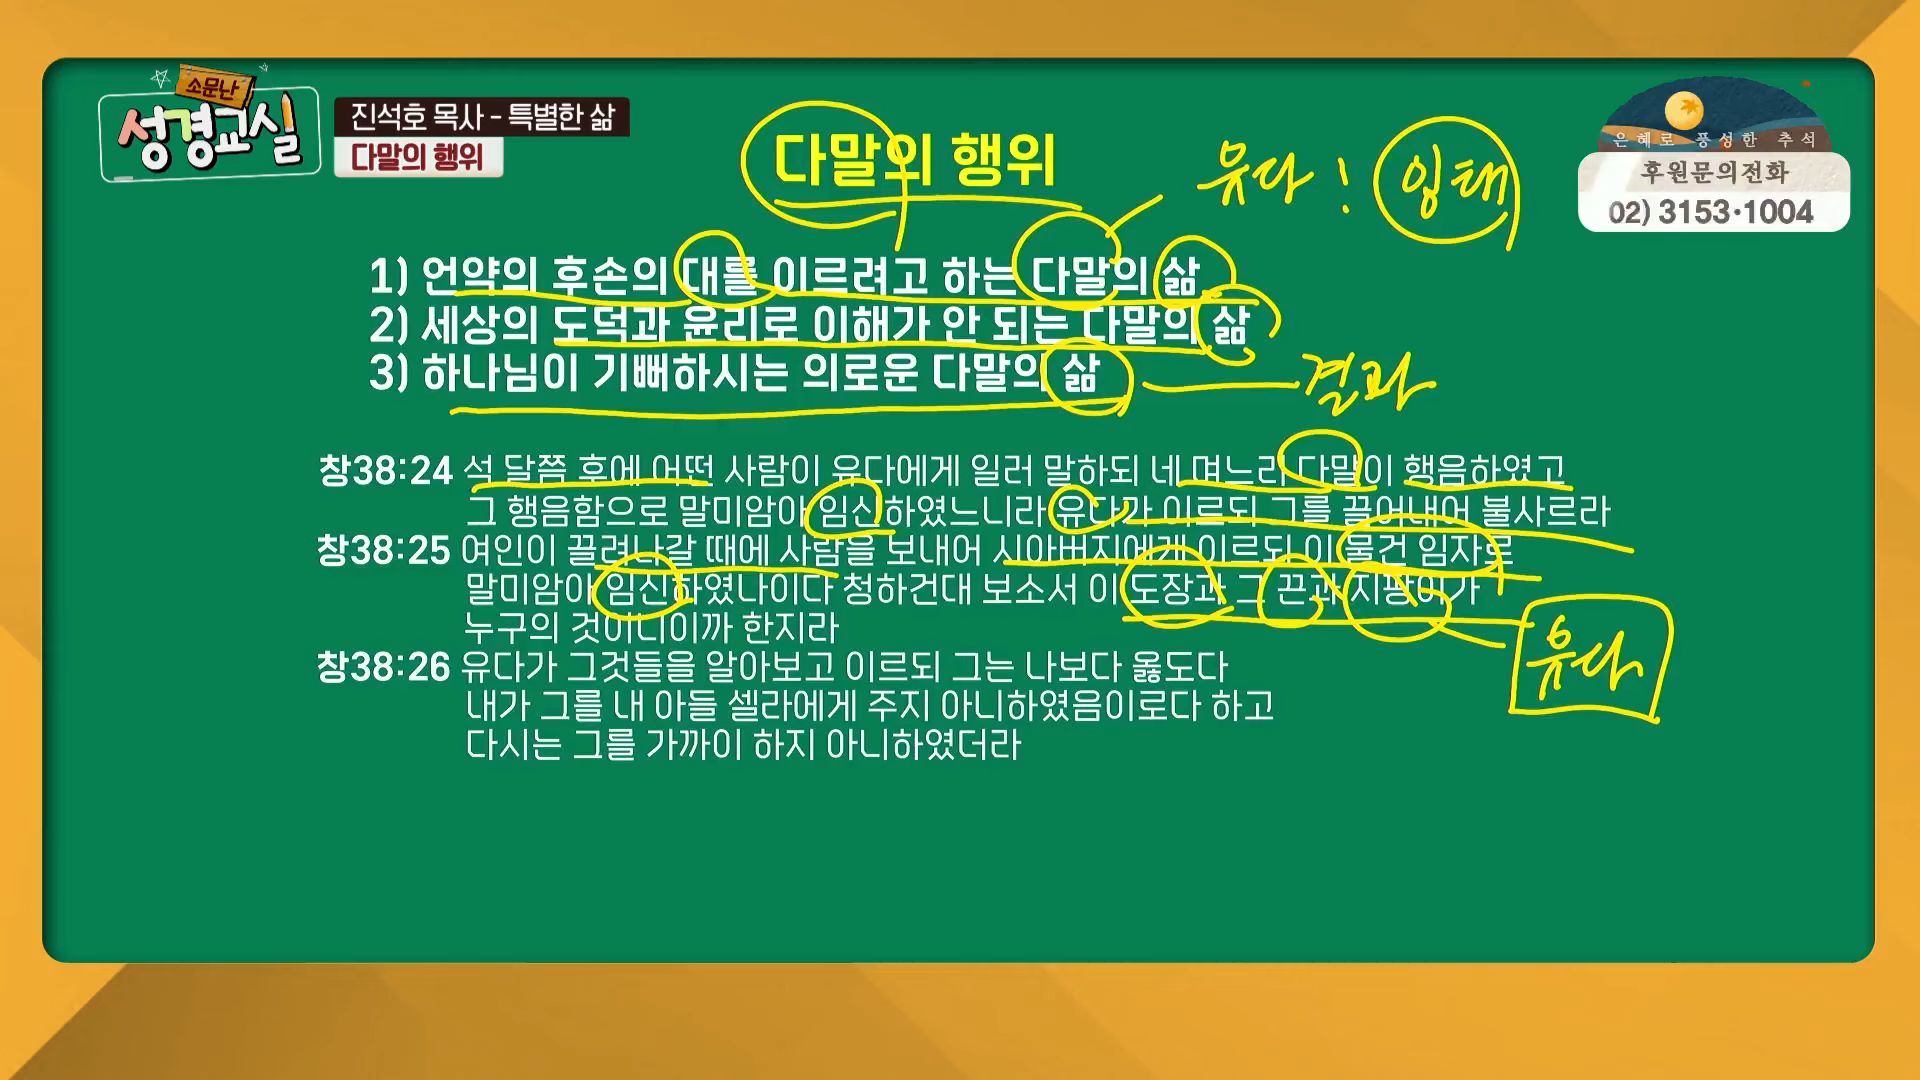 소문난
성경교실
진석호 목사 - 특별한 삶
다말의 행위
다말의 행위
유다! 잉태
은혜로 풍성한 추석
후원문의전화
02) 3153·1004
1) 언약의 후손의 대를 이르려고 하는 다말의 삶
2) 세상의 도덕과 윤리로 이해가 안 되는 다말의 삶
3) 하나님이 기뻐하시는 의로운 다말의 삶
결과
창38:24 석 달쯤 후에 어떤 사람이 유다에게 일러 말하되 네 며느리 다말이 행음하였고
그 행음함으로 말미암아 임신하였느니라 유다가 이르되 그를 끌어내어 불사르라
창38:25 여인이 끌려나갈 때에 사람을 보내어 시아버지에게 이르되 이 물건 임자로
말미암아 임신하였나이다 청하건대 보소서 이 도장과 그 끈과 지팡이가
누구의 것이니이까 한지라
유다
창38:26 유다가 그것들을 알아보고 이르되 그는 나보다 옳도다
내가 그를 내 아들 셀라에게 주지 아니하였음이로다 하고
다시는 그를 가까이 하지 아니하였더라